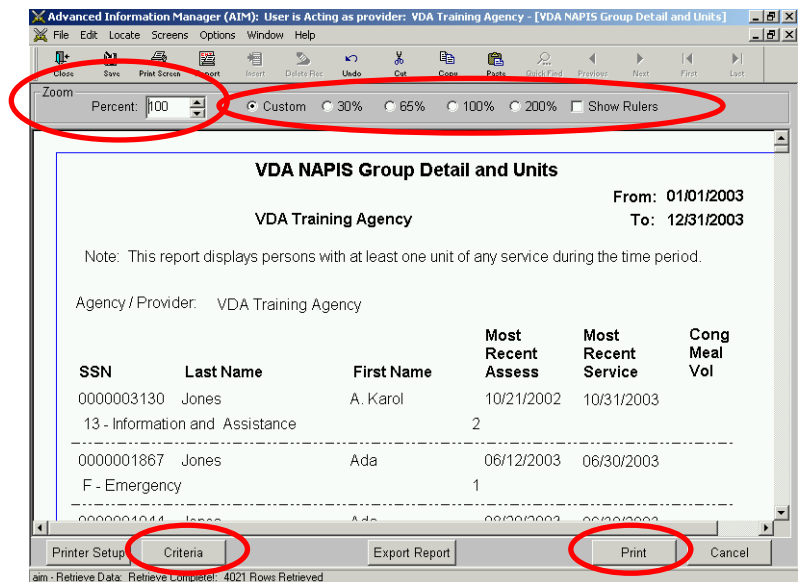 Advanced Information Manager (AIM): User is Acting as provider: VDA Training Agency - [VDA NAPIS Group Detail and Units]
File Edit Locate Screens Options Window Help
Close Save Print Screen Report Insert Delete Rec Undo Cut Copy Paste Quick Find Previous Next First Last
Zoom
Percent: 100 Custom 30% 65% 100% 200% Show Rulers
VDA NAPIS Group Detail and Units
From: 01/01/2003
VDA Training Agency To: 12/31/2003
Note: This report displays persons with at least one unit of any service during the time period.
Agency / Provider: VDA Training Agency
Most Most Cong
Recent Recent Meal
SSN Last Name First Name Assess Service Vol
0000003130 Jones A. Karol 10/21/2002 10/31/2003
13 - Information and Assistance 2
0000001867 Jones Ada 06/12/2003 06/30/2003
F - Emergency 1
Jones Ada
Printer Setup Criteria Export Report Print Cancel
aim - Retrieve Data: Retrieve Complete!: 4021 Rows Retrieved